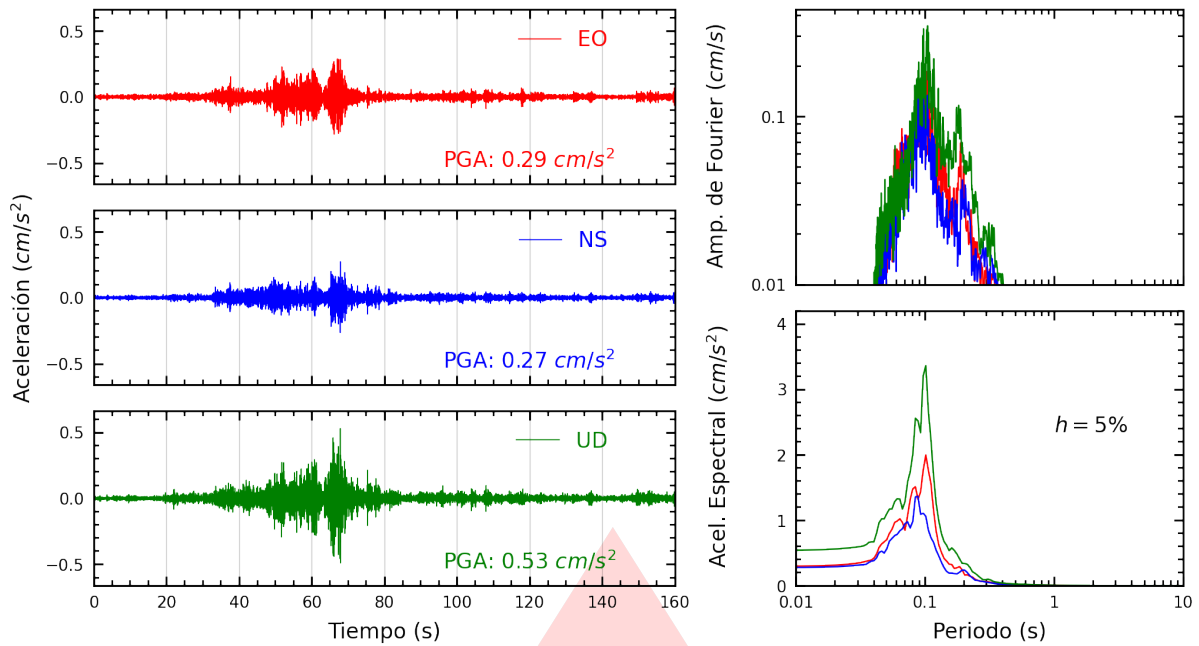 Aceleración (cm/s²)
0.5
0.0
−0.5
EO
PGA: 0.29 cm/s²
0.5
0.0
−0.5
NS
PGA: 0.27 cm/s²
0.5
0.0
−0.5
UD
PGA: 0.53 cm/s²
0 20 40 60 80 100 120 140 160
Tiempo (s)
Amp. de Fourier (cm/s)
0.1
0.01
Acel. Espectral (cm/s²)
4
3
2
1
0
h = 5%
0.01 0.1 1 10
Periodo (s)